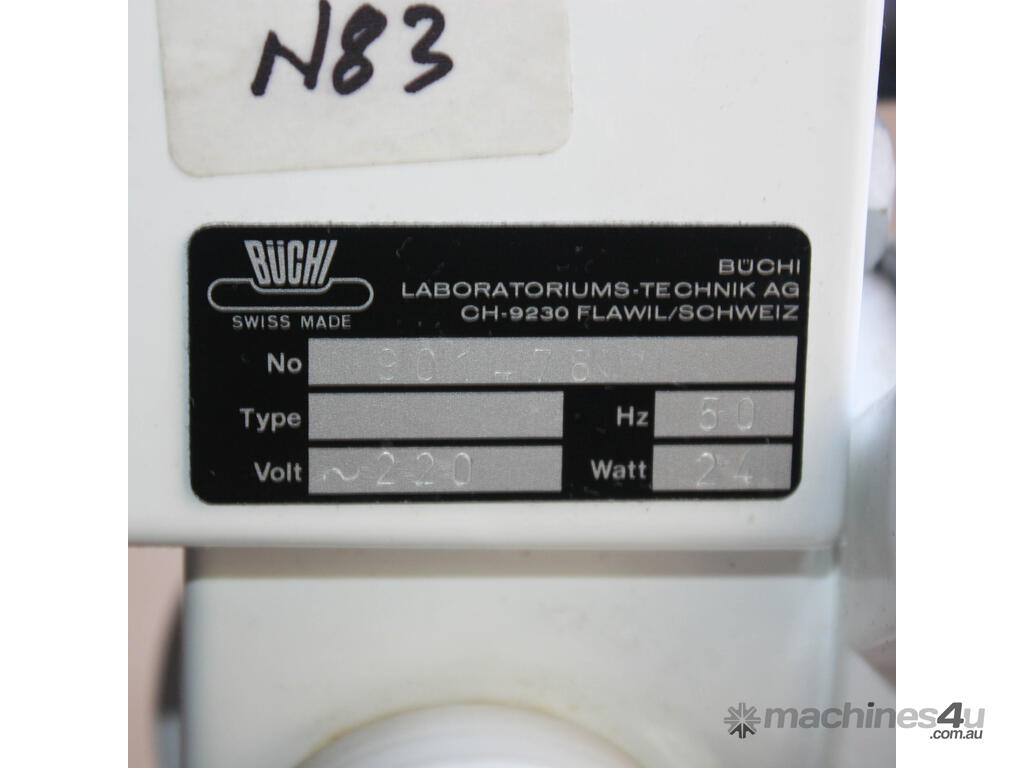 N83
BÜCHI
SWISS MADE
BÜCHI
LABORATORIUMS-TECHNIK AG
CH-9230 FLAWIL/SCHWEIZ
No
Type
Hz 50
Volt ~220
Watt 24
machines4u
.com.au